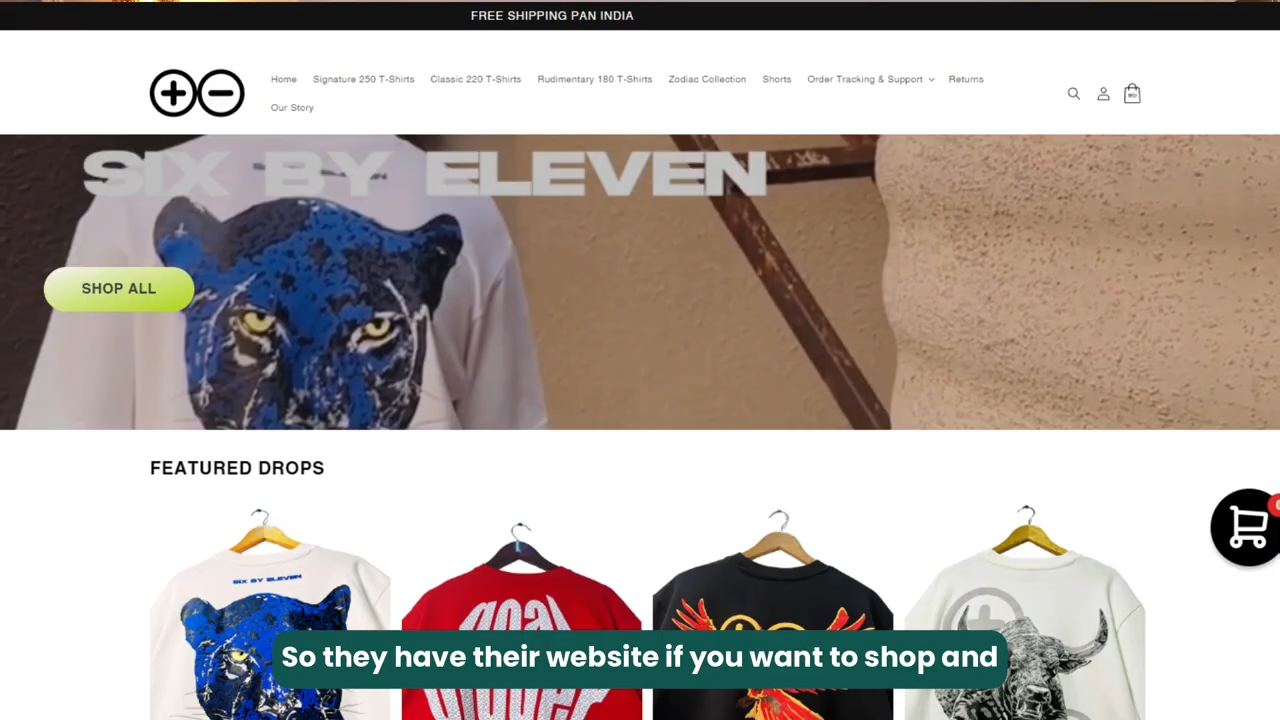 FREE SHIPPING PAN INDIA
Home Signature 250 T-Shirts Classic 220 T-Shirts Rudimentary 180 T-Shirts Zodiac Collection Shorts Order Tracking & Support Returns
Our Story
SIX BY ELEVEN
SHOP ALL
FEATURED DROPS
SIX BY ELEVEN
goal
digger
So they have their website if you want to shop and